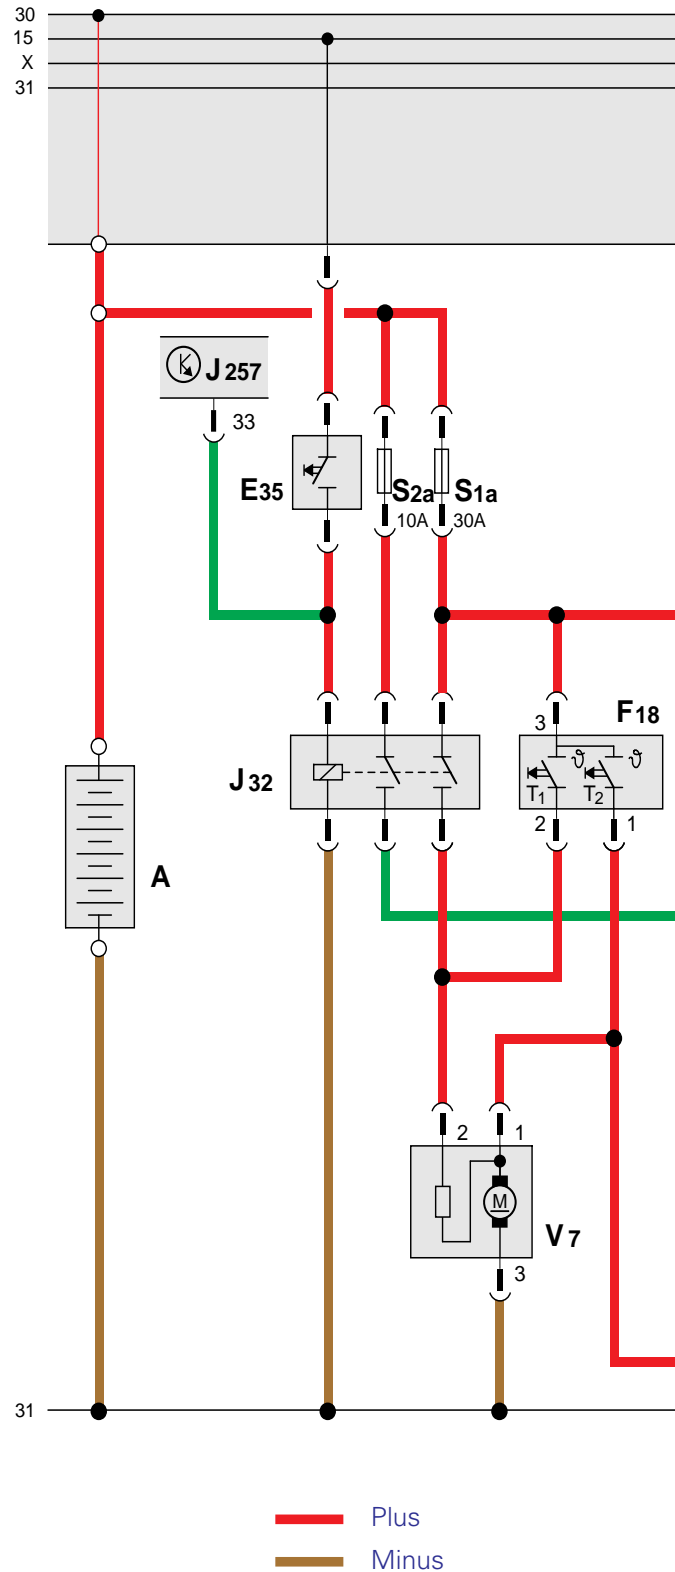 30
15
X
31
J 257
33
E35
S2a
S1a
10A
30A
3
F18
ϑ
ϑ
J 32
T1
T2
2
1
A
2
1
M
V 7
3
31
Plus
Minus